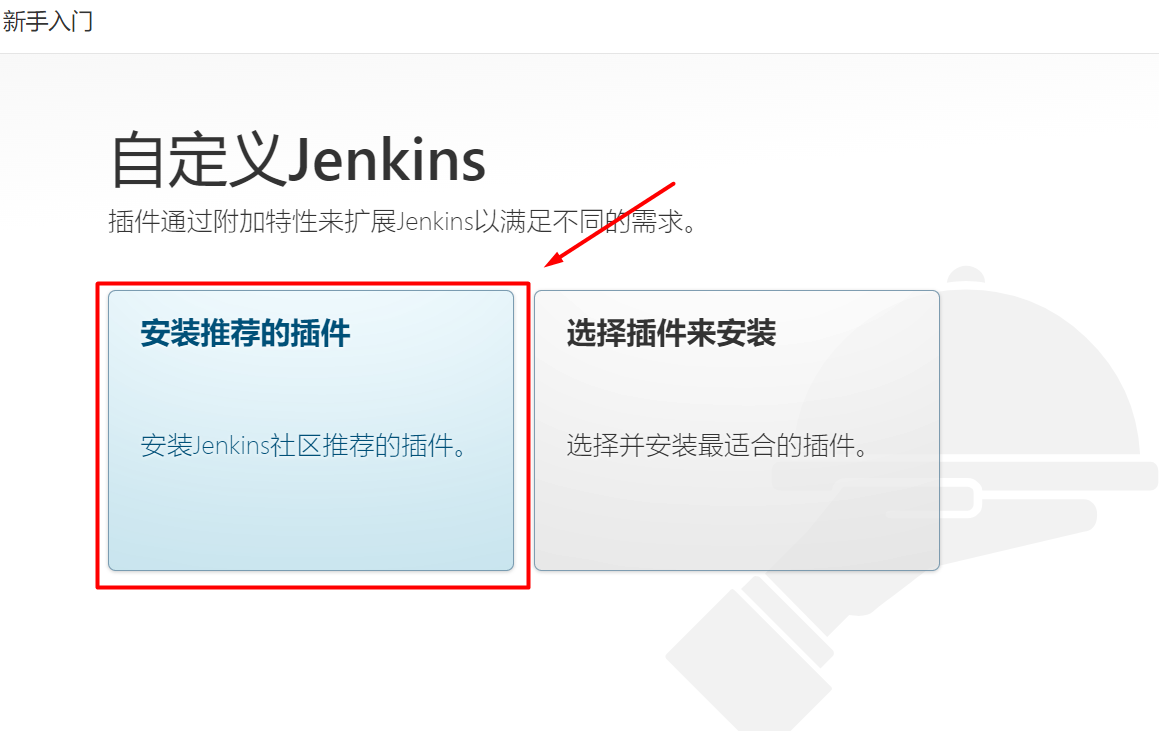 新手入门
自定义Jenkins
插件通过附加特性来扩展Jenkins以满足不同的需求。
安装推荐的插件
安装Jenkins社区推荐的插件。
选择插件来安装
选择并安装最适合的插件。